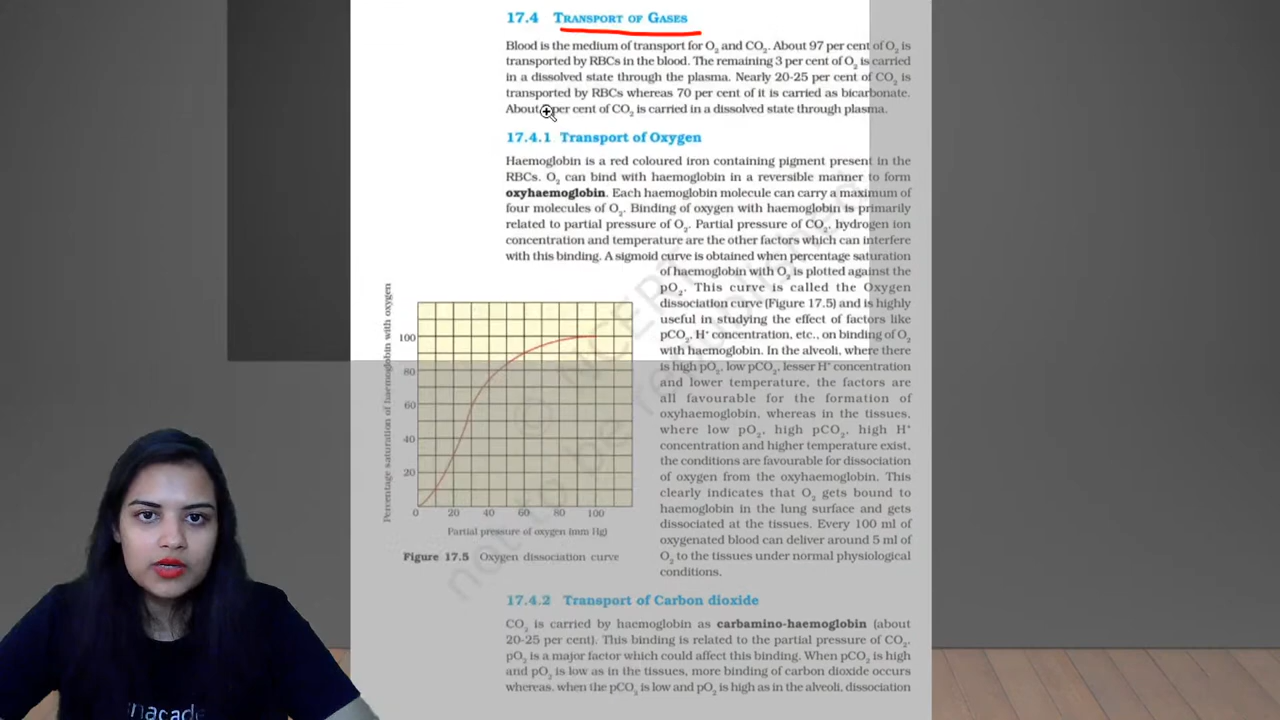 17.4 TRANSPORT OF GASES
Blood is the medium of transport for O₂ and CO₂. About 97 per cent of O₂ is
transported by RBCs in the blood. The remaining 3 per cent of O₂ is carried
in a dissolved state through the plasma. Nearly 20-25 per cent of CO₂ is
transported by RBCs whereas 70 per cent of it is carried as bicarbonate.
About per cent of CO₂ is carried in a dissolved state through plasma.
17.4.1 Transport of Oxygen
Haemoglobin is a red coloured iron containing pigment present in the
RBCs. O₂ can bind with haemoglobin in a reversible manner to form
oxyhaemoglobin. Each haemoglobin molecule can carry a maximum of
four molecules of O₂. Binding of oxygen with haemoglobin is primarily
related to partial pressure of O₂. Partial pressure of CO₂, hydrogen ion
concentration and temperature are the other factors which can interfere
with this binding. A sigmoid curve is obtained when percentage saturation
of haemoglobin with O₂ is plotted against the
pO₂. This curve is called the Oxygen
dissociation curve (Figure 17.5) and is highly
useful in studying the effect of factors like
pCO₂, H⁺ concentration, etc., on binding of O₂
with haemoglobin. In the alveoli, where there
is high pO₂, low pCO₂, lesser H⁺ concentration
and lower temperature, the factors are
all favourable for the formation of
oxyhaemoglobin, whereas in the tissues,
where low pO₂, high pCO₂, high H⁺
concentration and higher temperature exist,
the conditions are favourable for dissociation
of oxygen from the oxyhaemoglobin. This
clearly indicates that O₂ gets bound to
haemoglobin in the lung surface and gets
dissociated at the tissues. Every 100 ml of
oxygenated blood can deliver around 5 ml of
O₂ to the tissues under normal physiological
conditions.
Percentage saturation of haemoglobin with oxygen
100
80
60
40
20
0 20 40 60 80 100
Partial pressure of oxygen (mm Hg)
Figure 17.5 Oxygen dissociation curve
17.4.2 Transport of Carbon dioxide
CO₂ is carried by haemoglobin as carbamino-haemoglobin (about
20-25 per cent). This binding is related to the partial pressure of CO₂.
pO₂ is a major factor which could affect this binding. When pCO₂ is high
and pO₂ is low as in the tissues, more binding of carbon dioxide occurs
whereas, when the pCO₂ is low and pO₂ is high as in the alveoli, dissociation
© NCERT
not to be republished